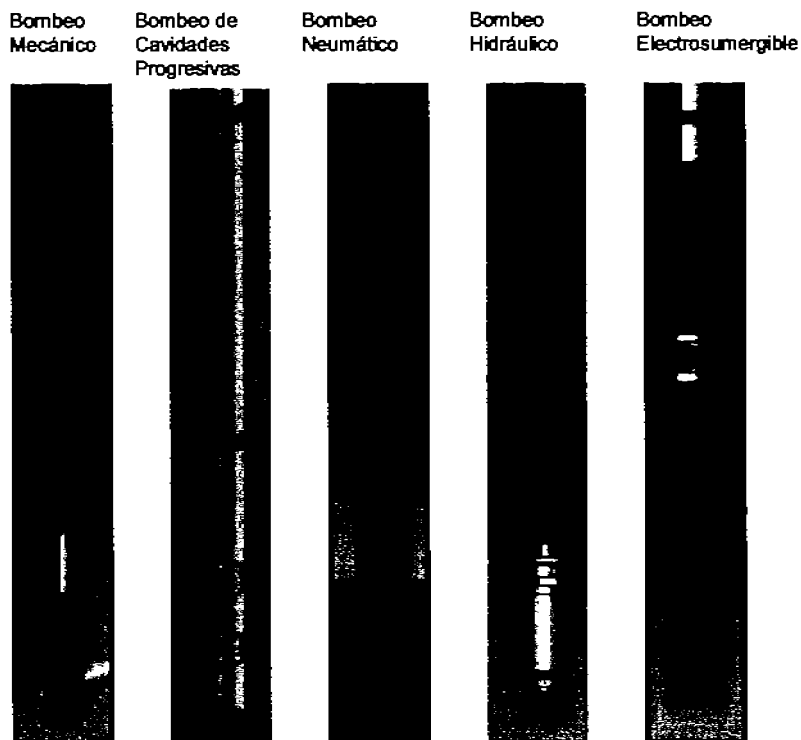 Bombeo
Mecánico
Bombeo de
Cavidades
Progresivas
Bombeo
Neumático
Bombeo
Hidráulico
Bombeo
Electrosumergible